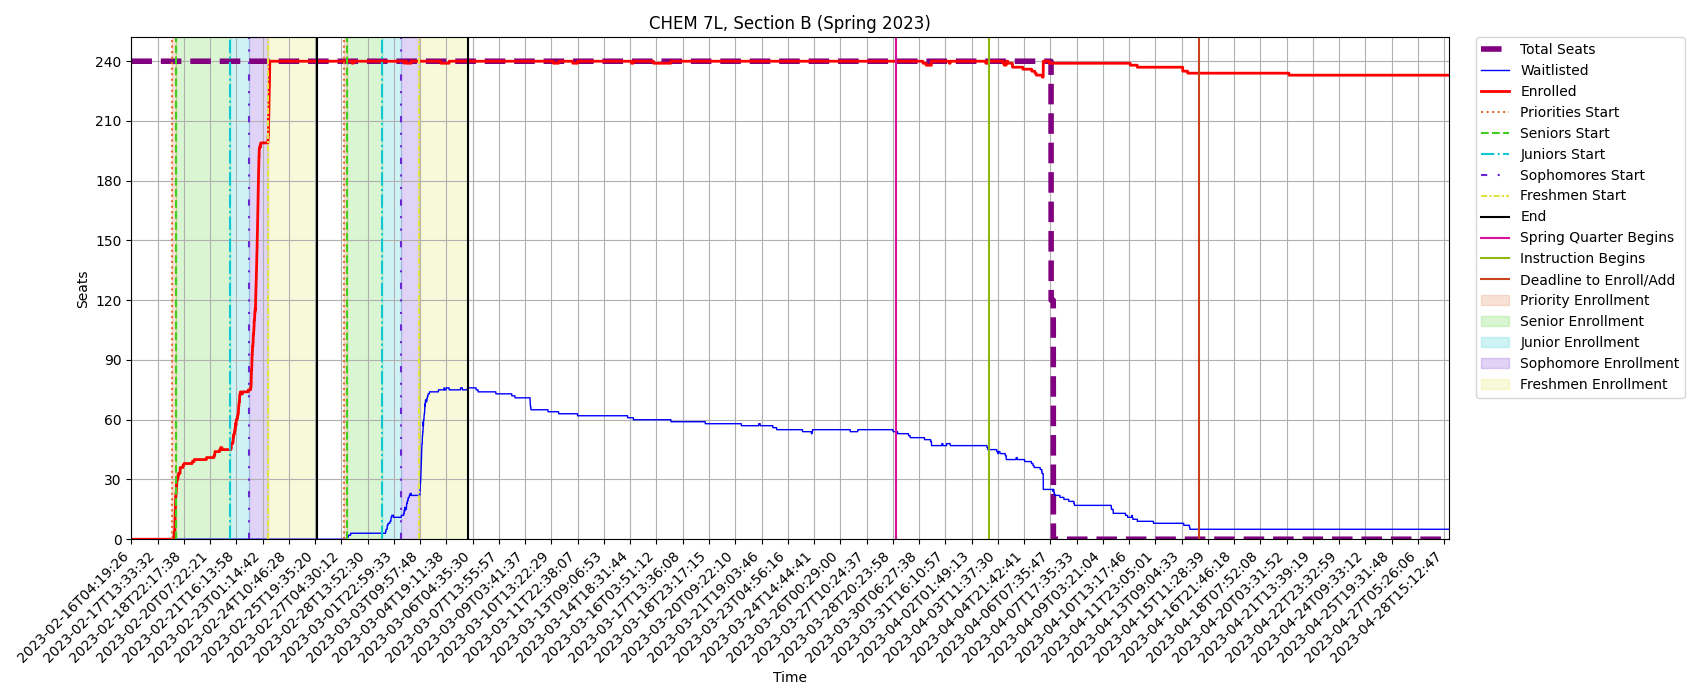 CHEM 7L, Section B (Spring 2023)
Seats
240
210
180
150
120
90
60
30
0
2023-02-16T04:19:26
2023-02-17T13:33:32
2023-02-18T22:17:38
2023-02-20T07:22:21
2023-02-21T16:13:58
2023-02-23T01:14:42
2023-02-24T10:46:28
2023-02-25T19:35:20
2023-02-27T04:30:12
2023-02-28T13:52:30
2023-03-01T22:59:33
2023-03-03T09:57:48
2023-03-04T19:11:38
2023-03-06T04:35:30
2023-03-07T13:55:57
2023-03-09T03:41:37
2023-03-10T13:22:29
2023-03-11T22:38:07
2023-03-13T09:06:53
2023-03-14T18:31:44
2023-03-16T03:51:12
2023-03-17T13:36:08
2023-03-18T23:17:15
2023-03-20T09:22:10
2023-03-21T19:03:46
2023-03-23T04:56:16
2023-03-24T14:44:41
2023-03-26T00:29:00
2023-03-27T10:24:37
2023-03-28T20:23:58
2023-03-30T06:27:38
2023-03-31T16:10:57
2023-04-02T01:49:13
2023-04-03T11:37:30
2023-04-04T21:42:41
2023-04-06T07:35:47
2023-04-07T17:35:33
2023-04-09T03:21:04
2023-04-10T13:17:46
2023-04-11T23:05:01
2023-04-13T09:04:33
2023-04-15T11:28:39
2023-04-16T21:46:18
2023-04-18T07:52:08
2023-04-20T03:31:52
2023-04-21T13:39:19
2023-04-22T23:32:59
2023-04-24T09:33:12
2023-04-25T19:31:48
2023-04-27T05:26:06
2023-04-28T15:12:47
Time
Total Seats
Waitlisted
Enrolled
Priorities Start
Seniors Start
Juniors Start
Sophomores Start
Freshmen Start
End
Spring Quarter Begins
Instruction Begins
Deadline to Enroll/Add
Priority Enrollment
Senior Enrollment
Junior Enrollment
Sophomore Enrollment
Freshmen Enrollment